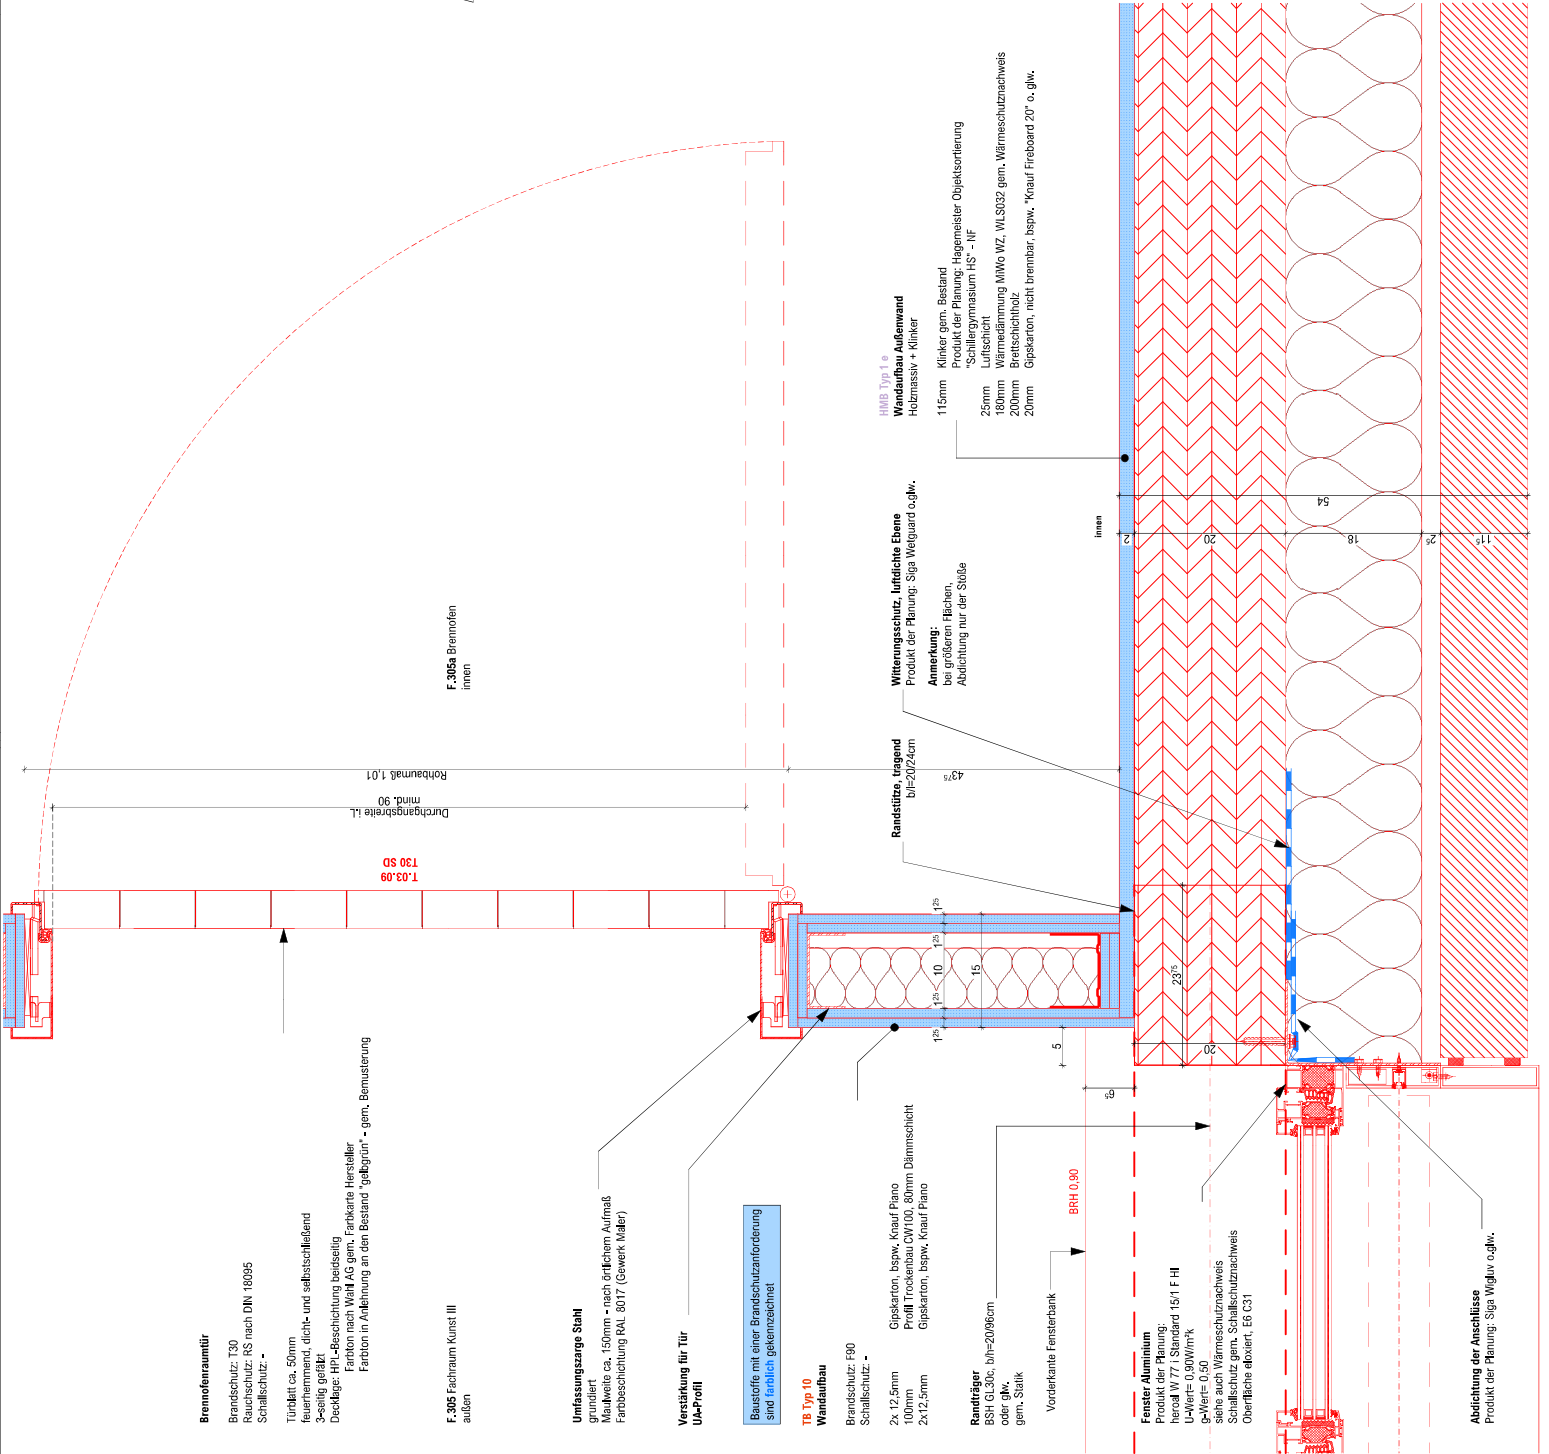 Brennofenraumtür
Brandschutz: T30
Rauchschutz: RS nach DIN 18095
Schallschutz: -
Türblatt ca. 50mm
feuerhemmend, dicht- und selbstschließend
3-seitig gefälzt
Decklage: HPL-Beschichtung beidseitig
Farbton nach Wahl AG gem. Farbkarte Hersteller
Farbton in Anlehnung an den Bestand "gelbgrün" - gem. Bemusterung
F.305 Fachraum Kunst III
außen
F.305a Brennofen
innen
Umfassungszarge Stahl
grundiert
Maulweite ca. 150mm - nach örtlichem Aufmaß
Farbbeschichtung RAL 8017 (Gewerk Maler)
Verstärkung für Tür
UA-Profil
Baustoffe mit einer Brandschutzanforderung
sind farblich gekennzeichnet
TB Typ 10
Wandaufbau
Brandschutz: F90
Schallschutz: -
2x 12,5mm Gipskarton, bspw. Knauf Piano
100mm Profil Trockenbau CW100, 80mm Dämmschicht
2x12,5mm Gipskarton, bspw. Knauf Piano
Randträger
BSH GL30c, b/h=20/96cm
oder glw.
gem. Statik
Vorderkante Fensterbank
BRH 0,90
Fenster Aluminium
Produkt der Planung:
heroal W 77 i Standard 15/1 F HI
U-Wert= 0,90W/m²k
g-Wert= 0,50
siehe auch Wärmeschutznachweis
Schallschutz gem. Schallschutznachweis
Oberfläche eloxiert, E6 C31
Abdichtung der Anschlüsse
Produkt der Planung: Siga Wigluv o.glw.
Randstütze, tragend
b/l=20/24cm
Witterungsschutz, luftdichte Ebene
Produkt der Planung: Siga Wetguard o.glw.
Anmerkung:
bei größeren Flächen,
Abdichtung nur der Stöße
HMB Typ 1 e
Wandaufbau Außenwand
Holzmassiv + Klinker
115mm Klinker gem. Bestand
Produkt der Planung: Hagemeister Objektsortierung
"Schillergymnasium HS" - NF
25mm Luftschicht
180mm Wärmedämmung MiWo WZ, WLS032 gem. Wärmeschutznachweis
200mm Brettschichtholz
20mm Gipskarton, nicht brennbar, bspw. "Knauf Fireboard 20" o. glw.
innen
Rohbaumaß 1,01
Durchgangsbreite i.L
mind. 90
T.03.09
T30 SD
43⁷⁵
1²⁵
1²⁵
10
15
1²⁵
1²⁵
5
6⁵
23⁷⁵
20
54
2
20
18
2⁵
11⁵